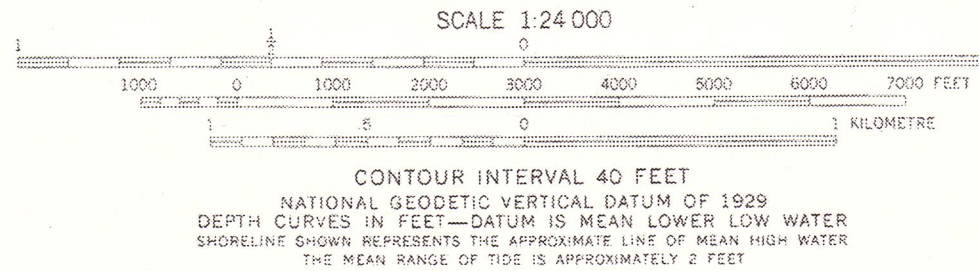 SCALE 1:24 000
1 ½ 0
1000 0 1000 2000 3000 4000 5000 6000 7000 FEET
1 .5 0 1 KILOMETRE
CONTOUR INTERVAL 40 FEET
NATIONAL GEODETIC VERTICAL DATUM OF 1929
DEPTH CURVES IN FEET—DATUM IS MEAN LOWER LOW WATER
SHORELINE SHOWN REPRESENTS THE APPROXIMATE LINE OF MEAN HIGH WATER
THE MEAN RANGE OF TIDE IS APPROXIMATELY 2 FEET